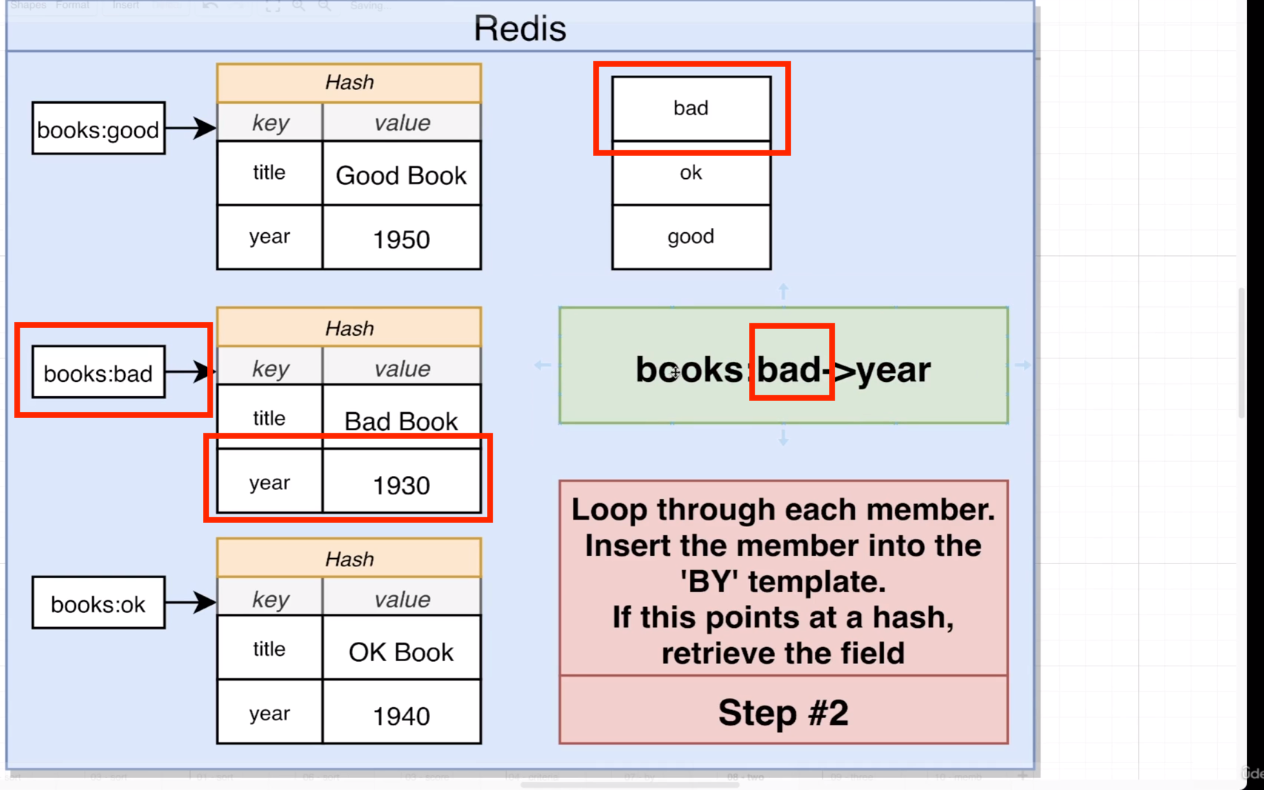 Shapes Format Insert Saving...
Redis
Hash
key value
title Good Book
year 1950
books:good
bad
ok
good
Hash
key value
title Bad Book
year 1930
books:bad
books:bad->year
Hash
key value
title OK Book
year 1940
books:ok
Loop through each member.
Insert the member into the
'BY' template.
If this points at a hash,
retrieve the field
Step #2